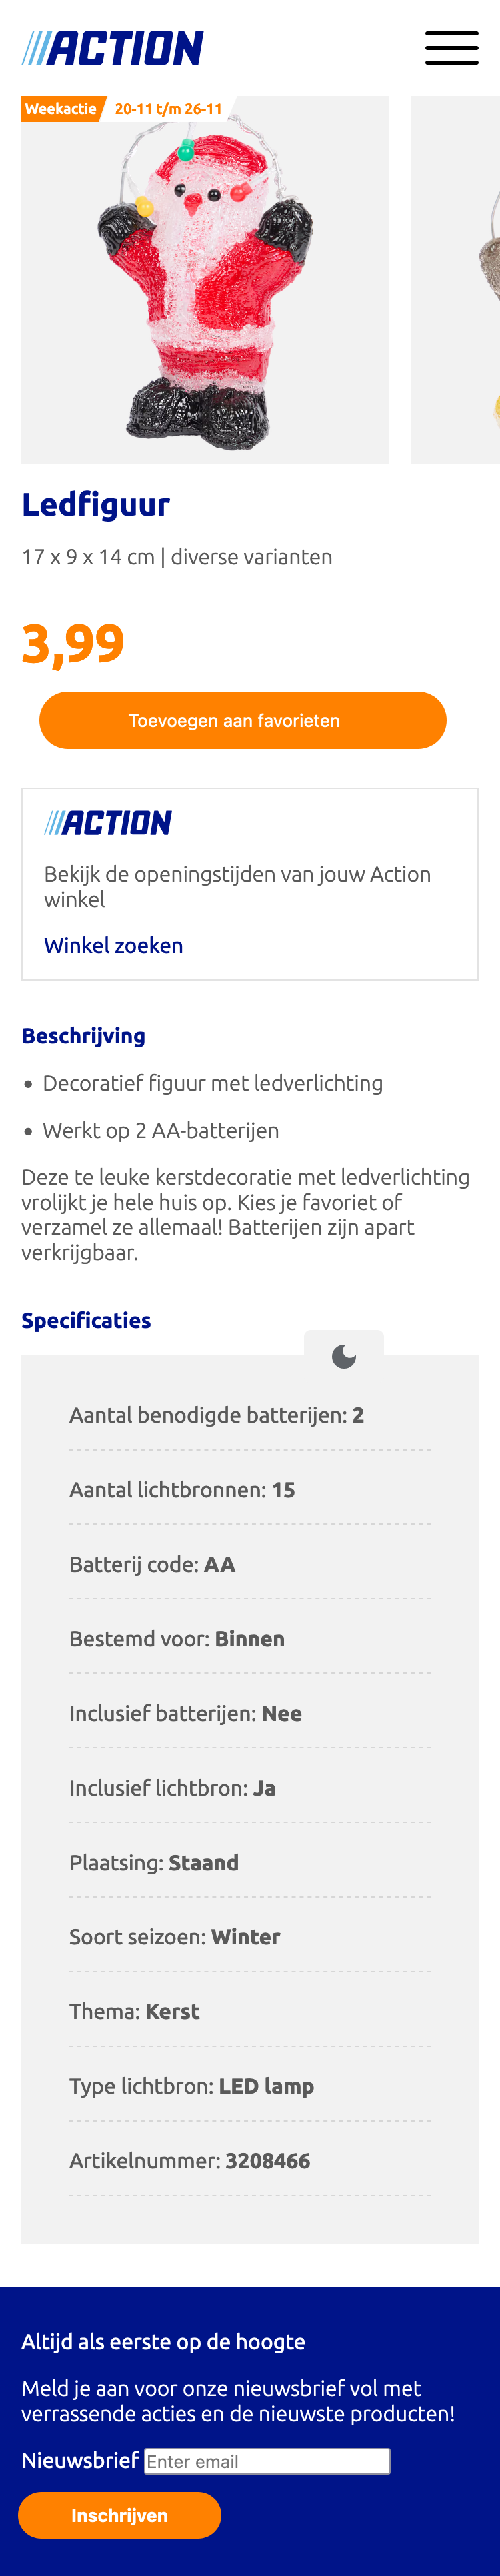 ACTION
Weekactie 20-11 t/m 26-11
Ledfiguur
17 x 9 x 14 cm | diverse varianten
3,99
Toevoegen aan favorieten
ACTION
Bekijk de openingstijden van jouw Action
winkel
Winkel zoeken
Beschrijving
• Decoratief figuur met ledverlichting
• Werkt op 2 AA-batterijen
Deze te leuke kerstdecoratie met ledverlichting
vrolijkt je hele huis op. Kies je favoriet of
verzamel ze allemaal! Batterijen zijn apart
verkrijgbaar.
Specificaties
Aantal benodigde batterijen: 2
Aantal lichtbronnen: 15
Batterij code: AA
Bestemd voor: Binnen
Inclusief batterijen: Nee
Inclusief lichtbron: Ja
Plaatsing: Staand
Soort seizoen: Winter
Thema: Kerst
Type lichtbron: LED lamp
Artikelnummer: 3208466
Altijd als eerste op de hoogte
Meld je aan voor onze nieuwsbrief vol met
verrassende acties en de nieuwste producten!
Nieuwsbrief Enter email
Inschrijven